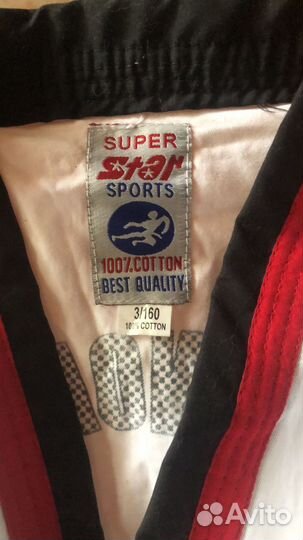 SUPER
Star
SPORTS
100% COTTON
BEST QUALITY
3/160
100% COTTON
Avito